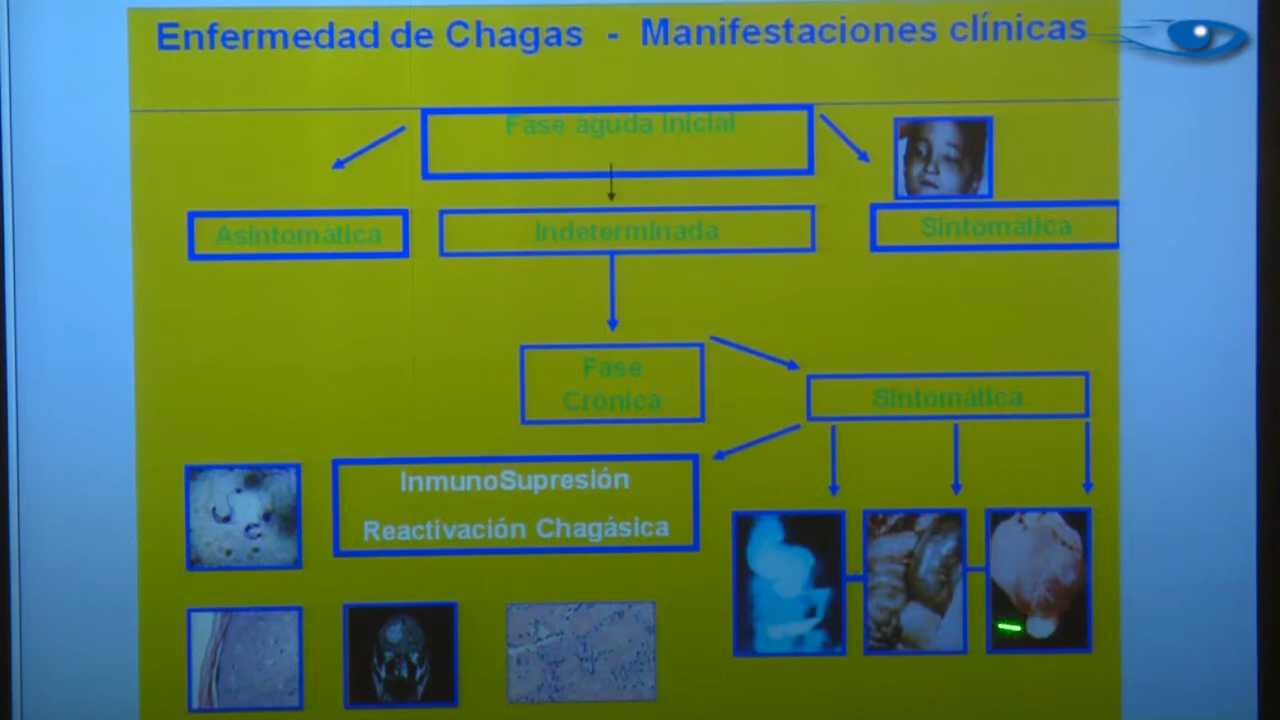 Enfermedad de Chagas - Manifestaciones clínicas
Fase aguda inicial
Asintomática
Indeterminada
Sintomática
Fase
Crónica
Sintomática
InmunoSupresión
Reactivación Chagásica